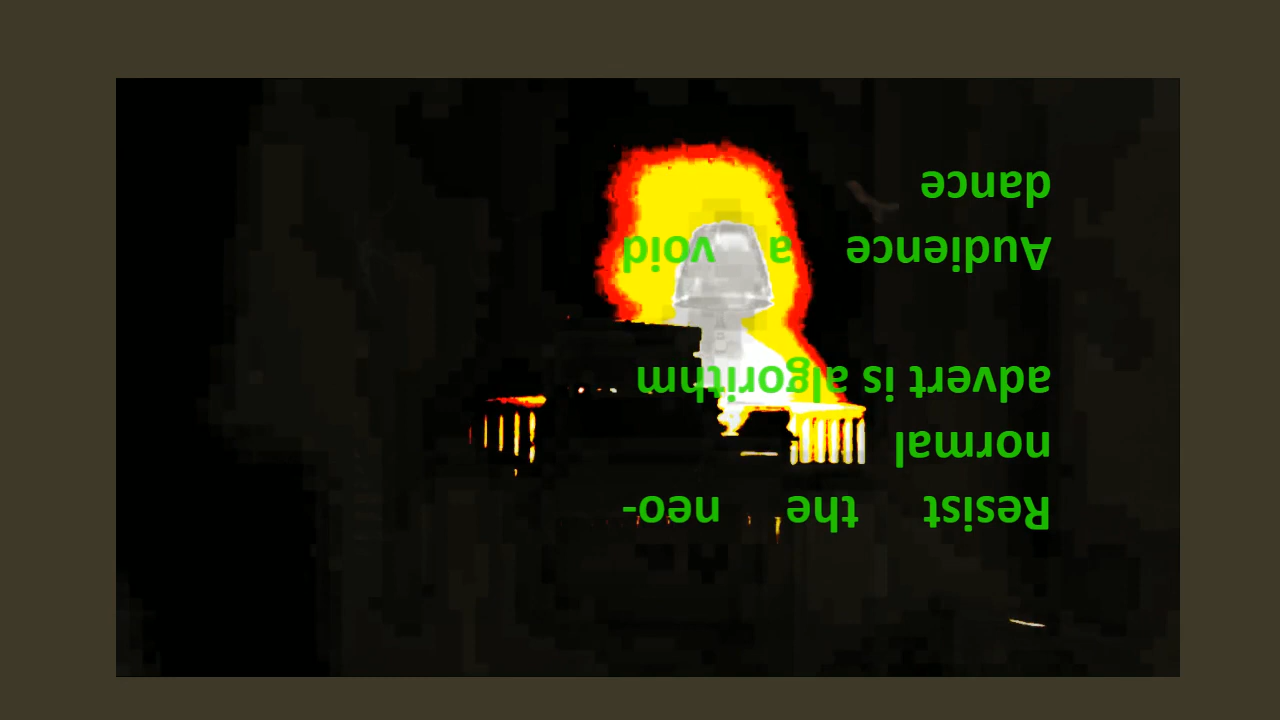 Resist the neo-
normal
advert is algorithm
Audience a void
dance